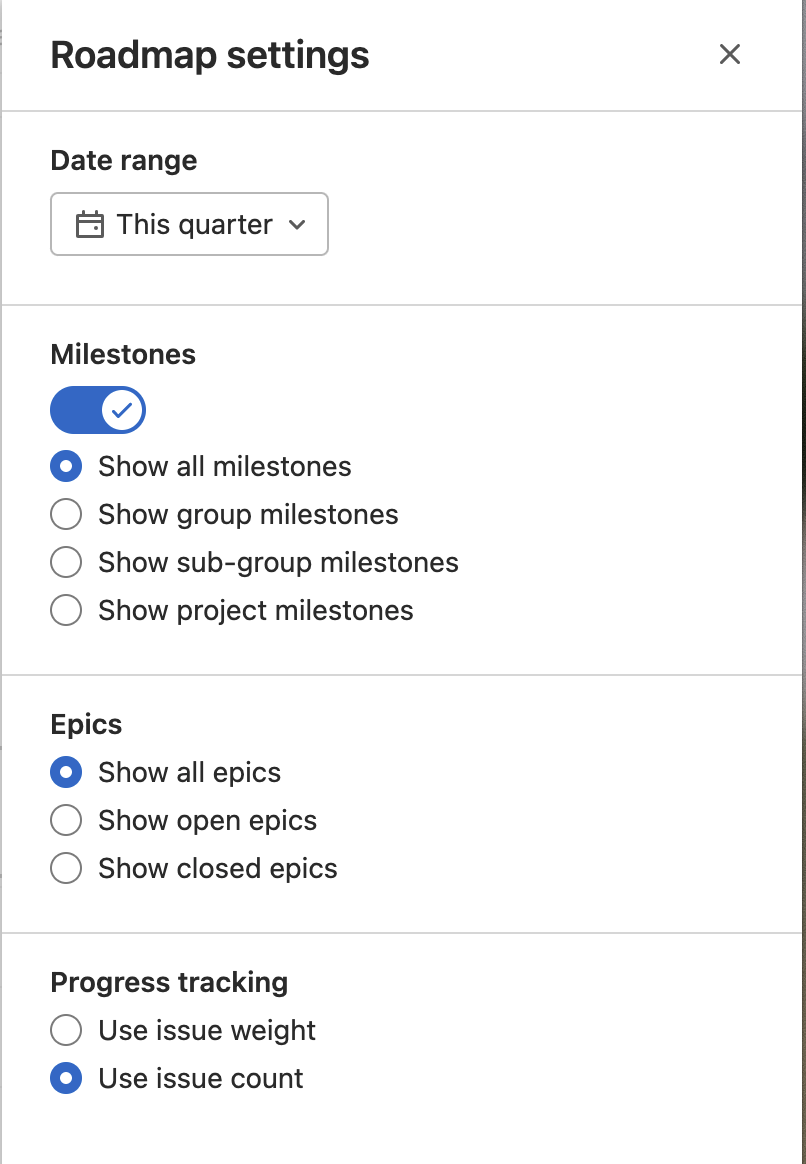 Roadmap settings
Date range
This quarter
Milestones
Show all milestones
Show group milestones
Show sub-group milestones
Show project milestones
Epics
Show all epics
Show open epics
Show closed epics
Progress tracking
Use issue weight
Use issue count